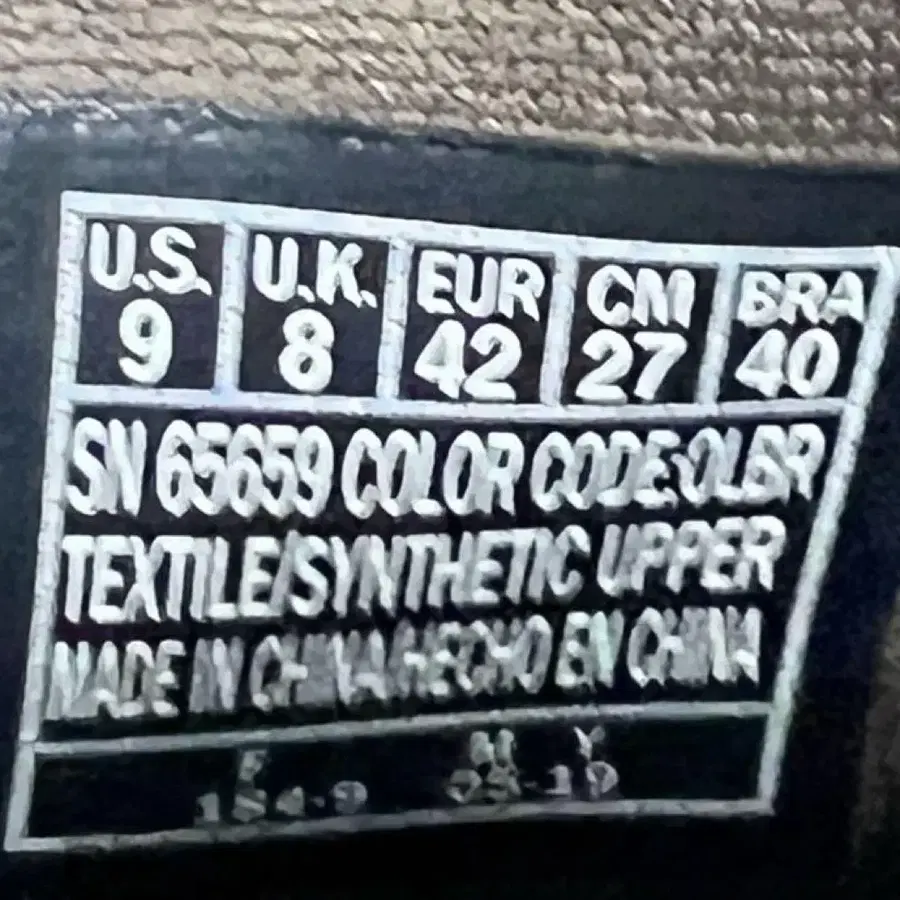 U.S. U.K. EUR CM BRA
9 8 42 27 40
SN 65659 COLOR CODE:OLBR
TEXTILE/SYNTHETIC UPPER
MADE IN CHINA/HECHO EN CHINA